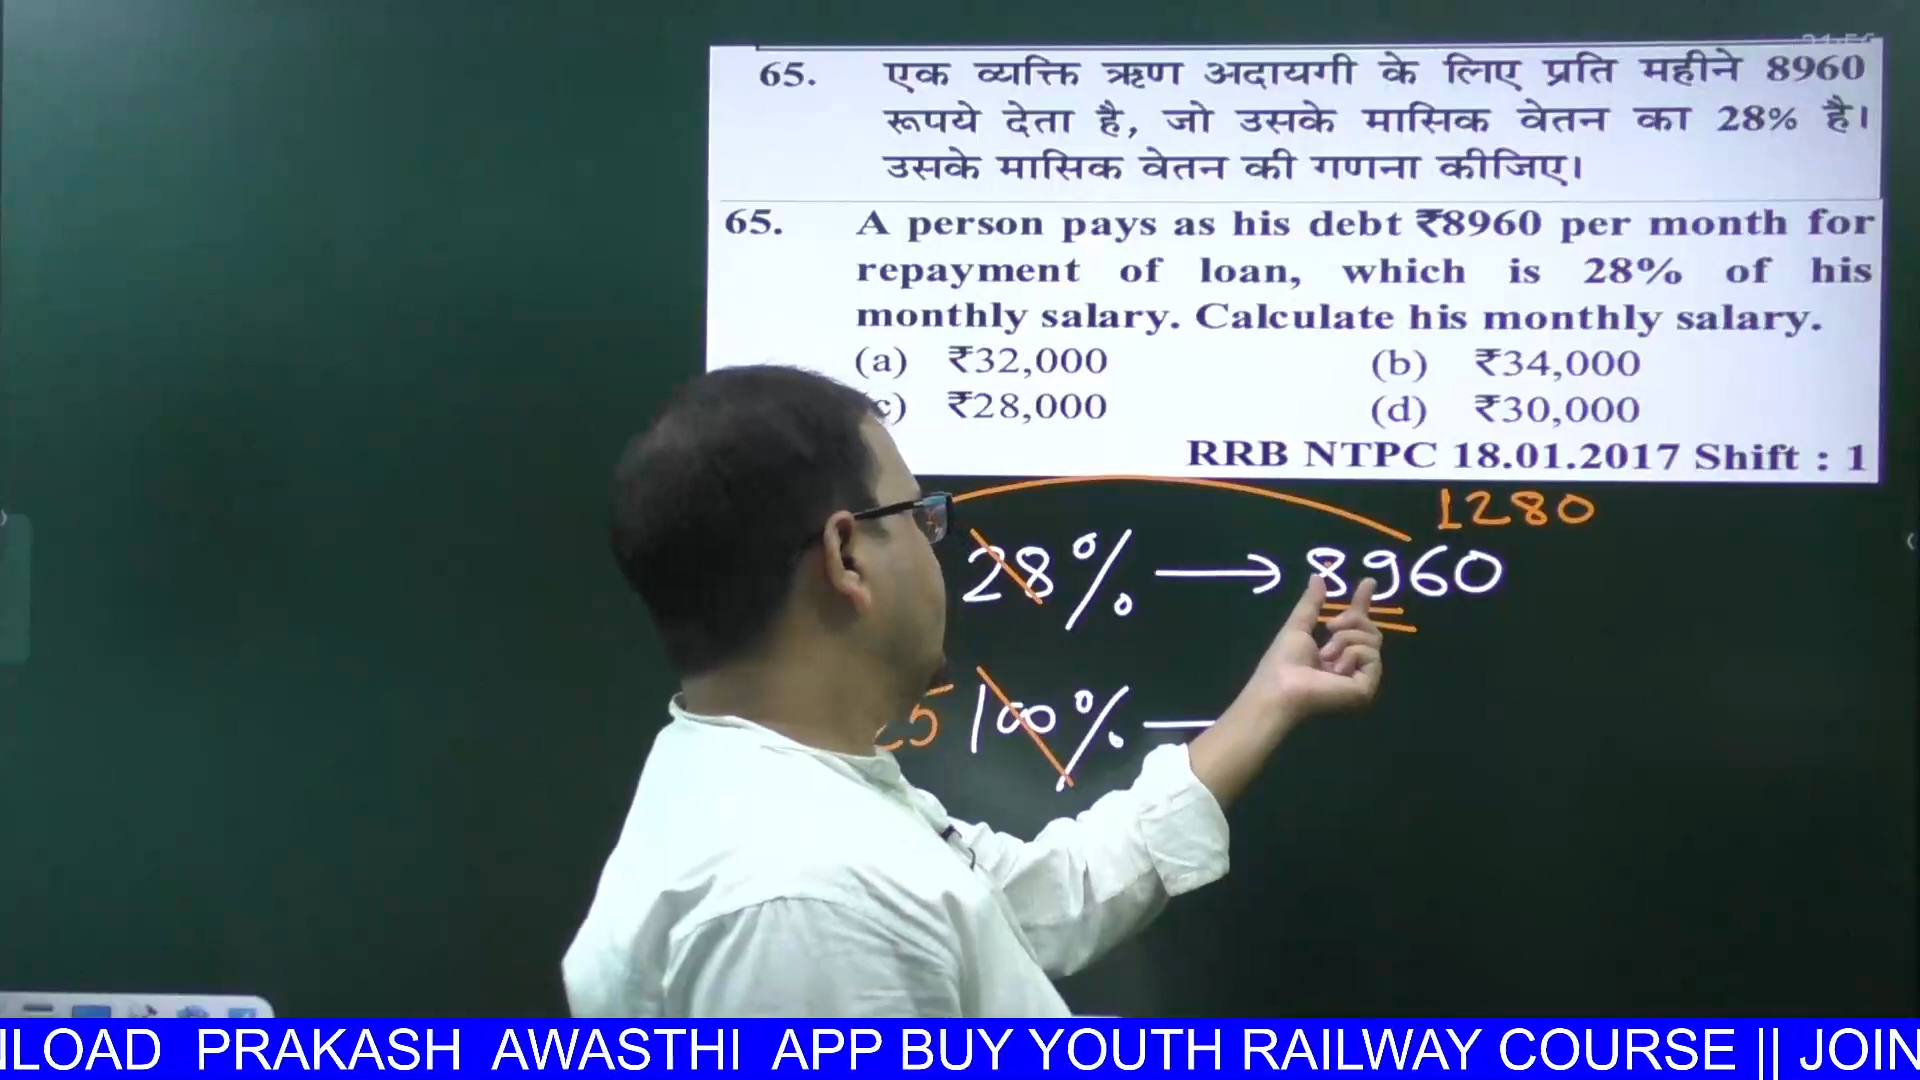 65. एक व्यक्ति ऋण अदायगी के लिए प्रति महीने 8960
रूपये देता है, जो उसके मासिक वेतन का 28% है।
उसके मासिक वेतन की गणना कीजिए।
65. A person pays as his debt ₹8960 per month for
repayment of loan, which is 28% of his
monthly salary. Calculate his monthly salary.
(a) ₹32,000 (b) ₹34,000
c) ₹28,000 (d) ₹30,000
RRB NTPC 18.01.2017 Shift : 1
1280
28% → 8960
25 100% —
NLOAD PRAKASH AWASTHI APP BUY YOUTH RAILWAY COURSE || JOIN